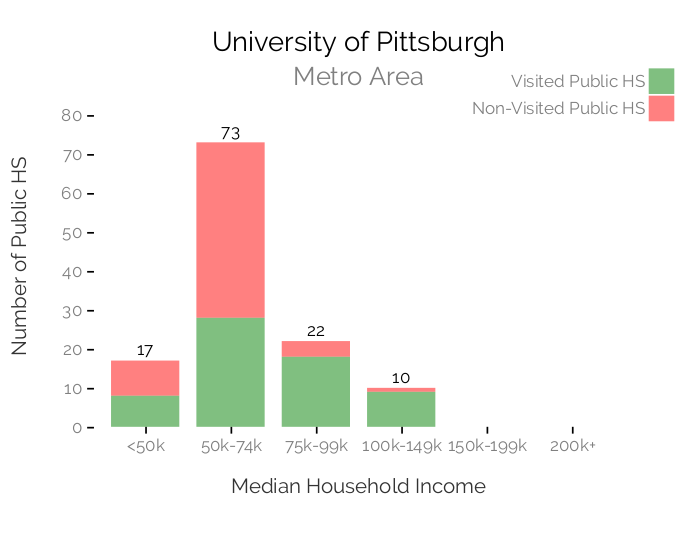 University of Pittsburgh
Metro Area
Visited Public HS
Non-Visited Public HS
Number of Public HS
80
70
60
50
40
30
20
10
0
17
73
22
10
<50k
50k-74k
75k-99k
100k-149k
150k-199k
200k+
Median Household Income